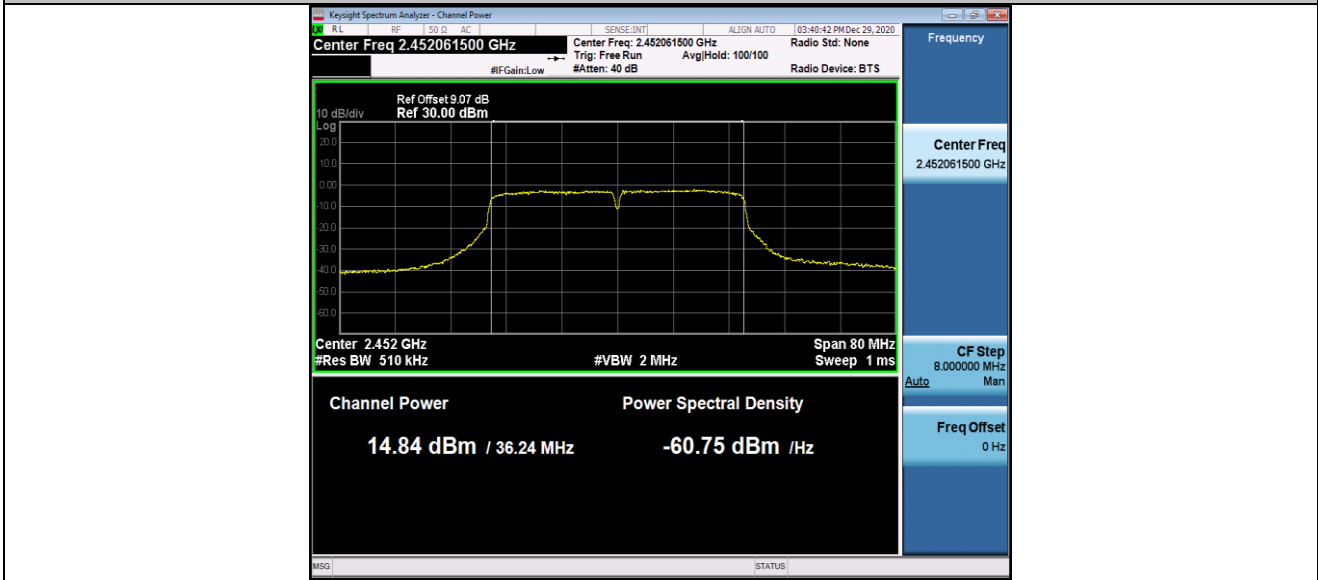 Keysight Spectrum Analyzer - Channel Power
RL RF 50 Ω AC SENSE:INT ALIGN AUTO 03:40:42 PM Dec 29, 2020
Center Freq 2.452061500 GHz
Center Freq: 2.452061500 GHz Radio Std: None
Trig: Free Run Avg|Hold: 100/100
#IFGain:Low #Atten: 40 dB Radio Device: BTS
Ref Offset 9.07 dB
10 dB/div Ref 30.00 dBm
Log
20.0
10.0
0.00
-10.0
-20.0
-30.0
-40.0
-50.0
-60.0
Center 2.452 GHz Span 80 MHz
#Res BW 510 kHz #VBW 2 MHz Sweep 1 ms
Channel Power Power Spectral Density
14.84 dBm / 36.24 MHz -60.75 dBm /Hz
MSG STATUS
Frequency
Center Freq
2.452061500 GHz
CF Step
8.000000 MHz
Auto Man
Freq Offset
0 Hz